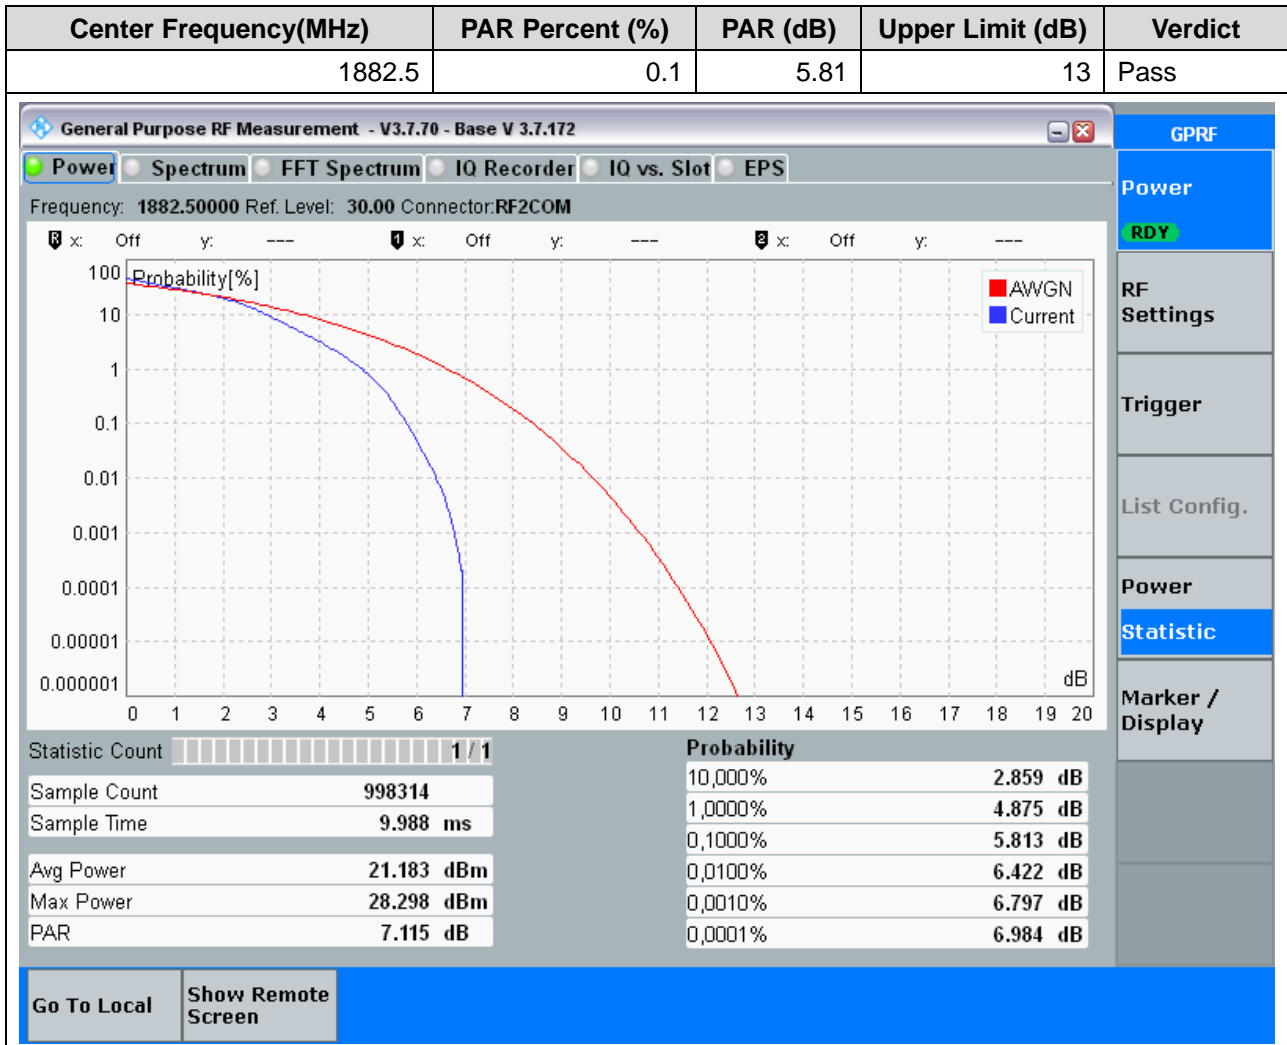 Center Frequency(MHz) PAR Percent (%) PAR (dB) Upper Limit (dB) Verdict
1882.5 0.1 5.81 13 Pass
General Purpose RF Measurement - V3.7.70 - Base V 3.7.172
GPRF
Power Spectrum FFT Spectrum IQ Recorder IQ vs. Slot EPS
Power
RDY
Frequency: 1882.50000 Ref. Level: 30.00 Connector:RF2COM
R x: Off y: --- 1 x: Off y: --- 2 x: Off y: ---
Probability[%]
AWGN
Current
100
10
1
0.1
0.01
0.001
0.0001
0.00001
0.000001
dB
0 1 2 3 4 5 6 7 8 9 10 11 12 13 14 15 16 17 18 19 20
RF
Settings
Trigger
List Config.
Power
Statistic
Marker /
Display
Statistic Count 1 / 1
Sample Count 998314
Sample Time 9.988 ms
Avg Power 21.183 dBm
Max Power 28.298 dBm
PAR 7.115 dB
Probability
10,000% 2.859 dB
1,0000% 4.875 dB
0,1000% 5.813 dB
0,0100% 6.422 dB
0,0010% 6.797 dB
0,0001% 6.984 dB
Go To Local
Show Remote
Screen